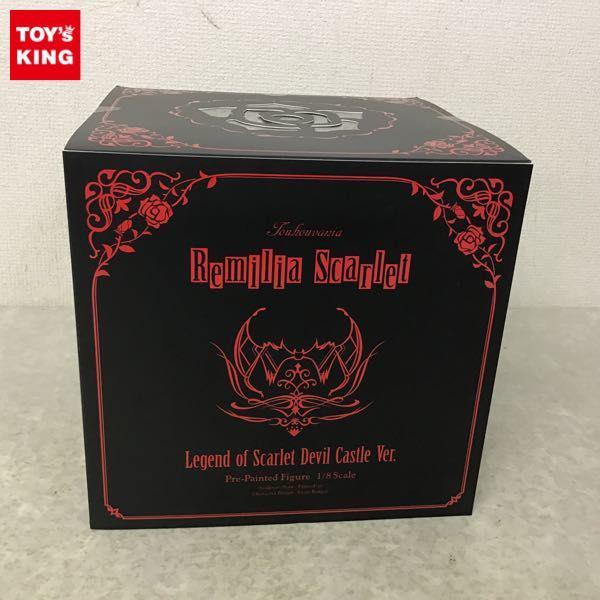 TOY's
KING
Touhouvania
Remilia Scarlet
Legend of Scarlet Devil Castle Ver.
Pre-Painted Figure 1/8 Scale